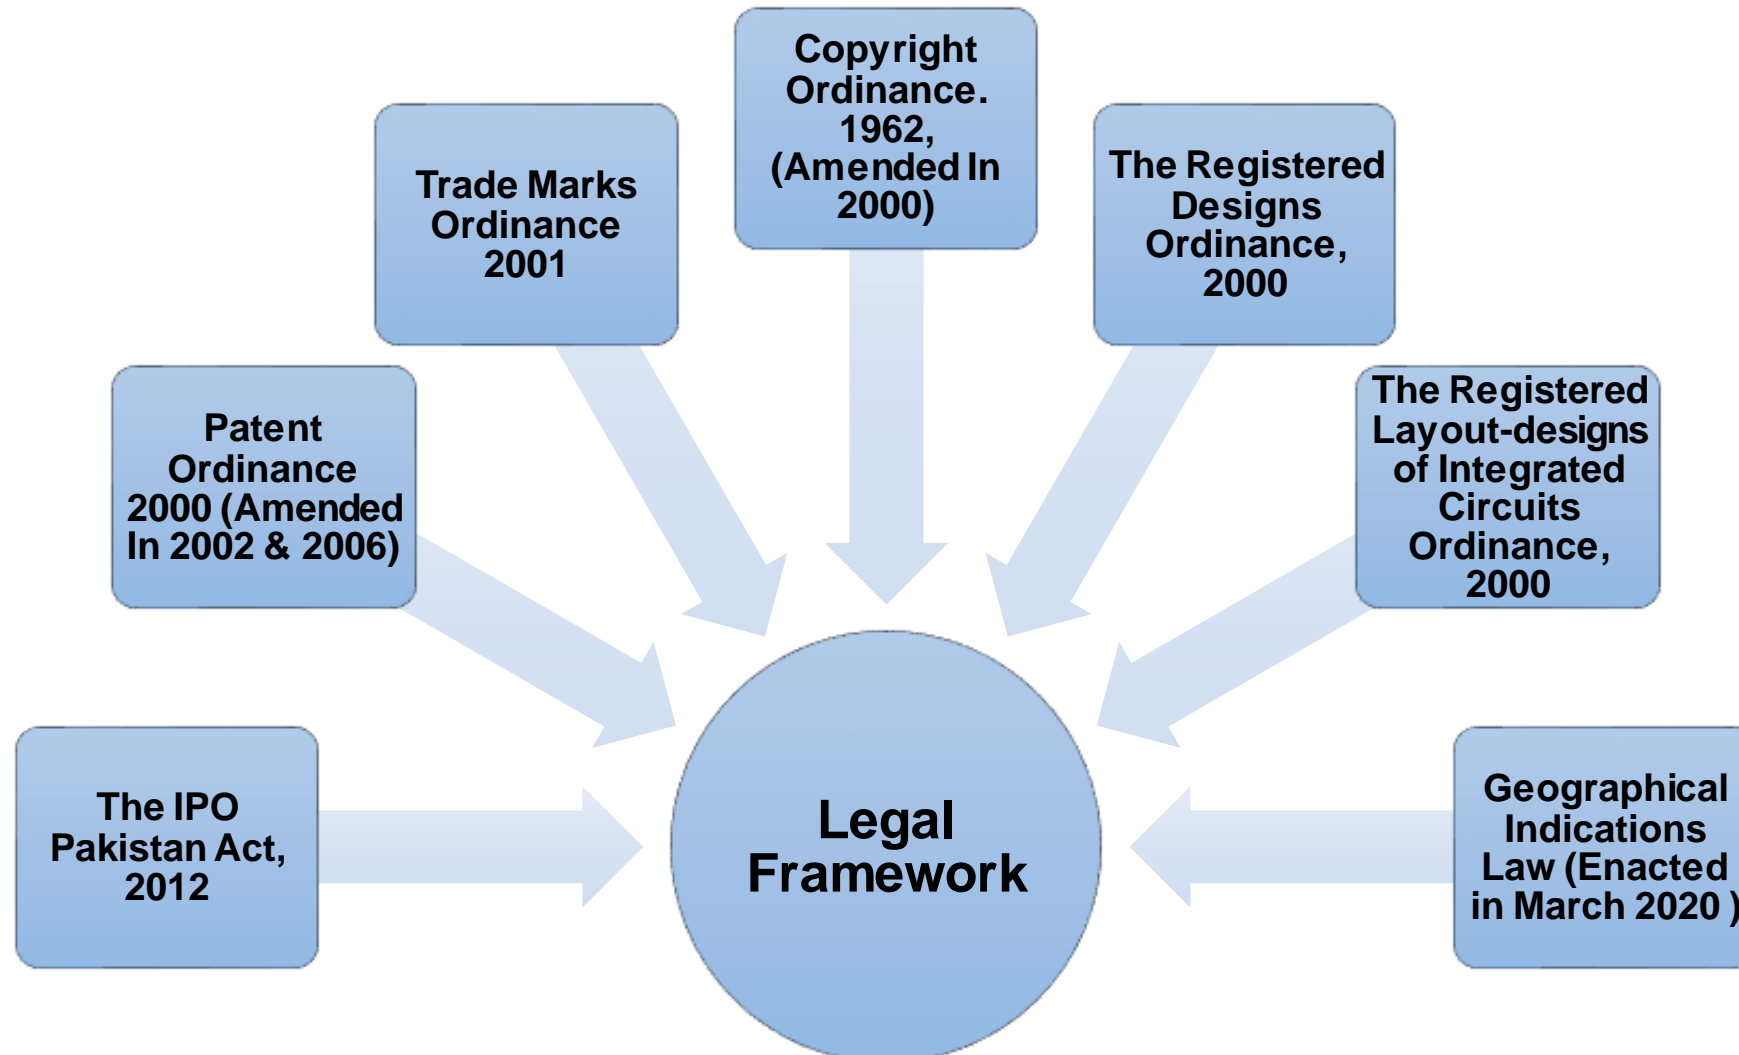 Copyright
Ordinance.
1962,
(Amended In
2000)
Trade Marks
Ordinance
2001
The Registered
Designs
Ordinance,
2000
Patent
Ordinance
2000 (Amended
In 2002 & 2006)
The Registered
Layout-designs
of Integrated
Circuits
Ordinance,
2000
The IPO
Pakistan Act,
2012
Legal
Framework
Geographical
Indications
Law (Enacted
in March 2020 )